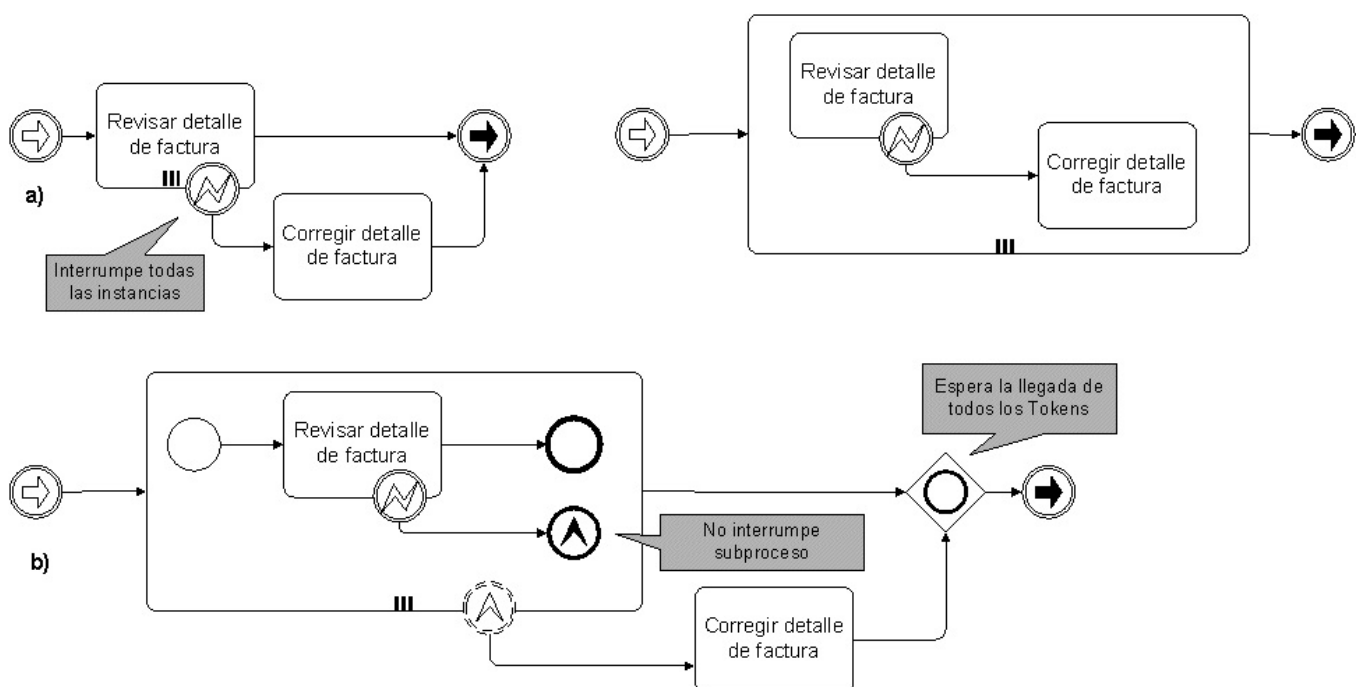 Revisar detalle
de factura
a)
Corregir detalle
de factura
Interrumpe todas
las instancias
Revisar detalle
de factura
Corregir detalle
de factura
Espera la llegada de
todos los Tokens
Revisar detalle
de factura
No interrumpe
subproceso
b)
Corregir detalle
de factura